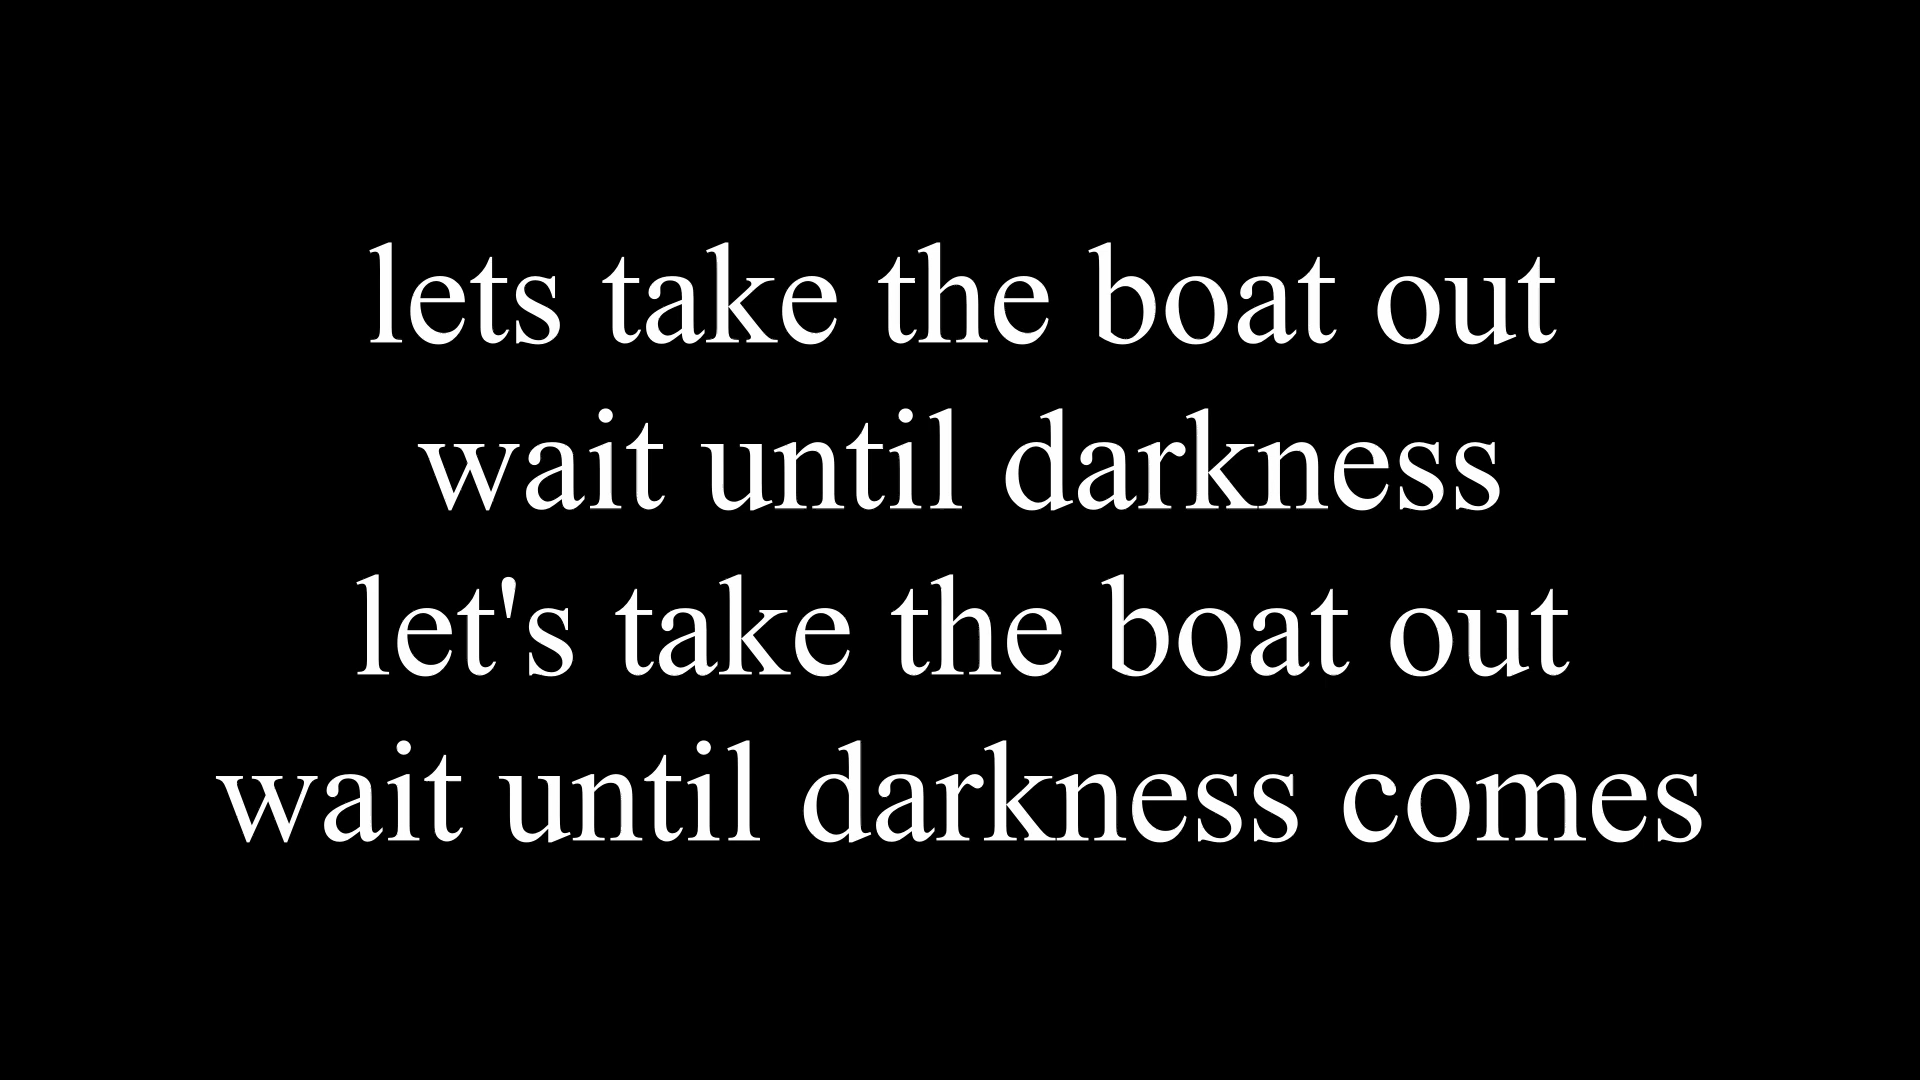 lets take the boat out
wait until darkness
let's take the boat out
wait until darkness comes